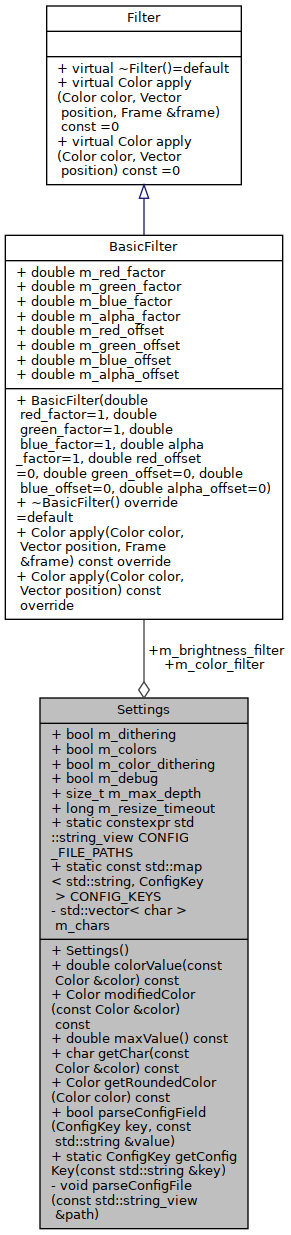 Filter
+ virtual ~Filter()=default
+ virtual Color apply
(Color color, Vector
position, Frame &frame)
const =0
+ virtual Color apply
(Color color, Vector
position) const =0
BasicFilter
+ double m_red_factor
+ double m_green_factor
+ double m_blue_factor
+ double m_alpha_factor
+ double m_red_offset
+ double m_green_offset
+ double m_blue_offset
+ double m_alpha_offset
+ BasicFilter(double
red_factor=1, double
green_factor=1, double
blue_factor=1, double alpha
_factor=1, double red_offset
=0, double green_offset=0, double
blue_offset=0, double alpha_offset=0)
+ ~BasicFilter() override
=default
+ Color apply(Color color,
Vector position, Frame
&frame) const override
+ Color apply(Color color,
Vector position) const
override
+m_brightness_filter
+m_color_filter
Settings
+ bool m_dithering
+ bool m_colors
+ bool m_color_dithering
+ bool m_debug
+ size_t m_max_depth
+ long m_resize_timeout
+ static constexpr std
::string_view CONFIG
_FILE_PATHS
+ static const std::map
< std::string, ConfigKey
> CONFIG_KEYS
- std::vector< char >
m_chars
+ Settings()
+ double colorValue(const
Color &color) const
+ Color modifiedColor
(const Color &color)
const
+ double maxValue() const
+ char getChar(const
Color &color) const
+ Color getRoundedColor
(Color color) const
+ bool parseConfigField
(ConfigKey key, const
std::string &value)
+ static ConfigKey getConfig
Key(const std::string &key)
- void parseConfigFile
(const std::string_view
&path)